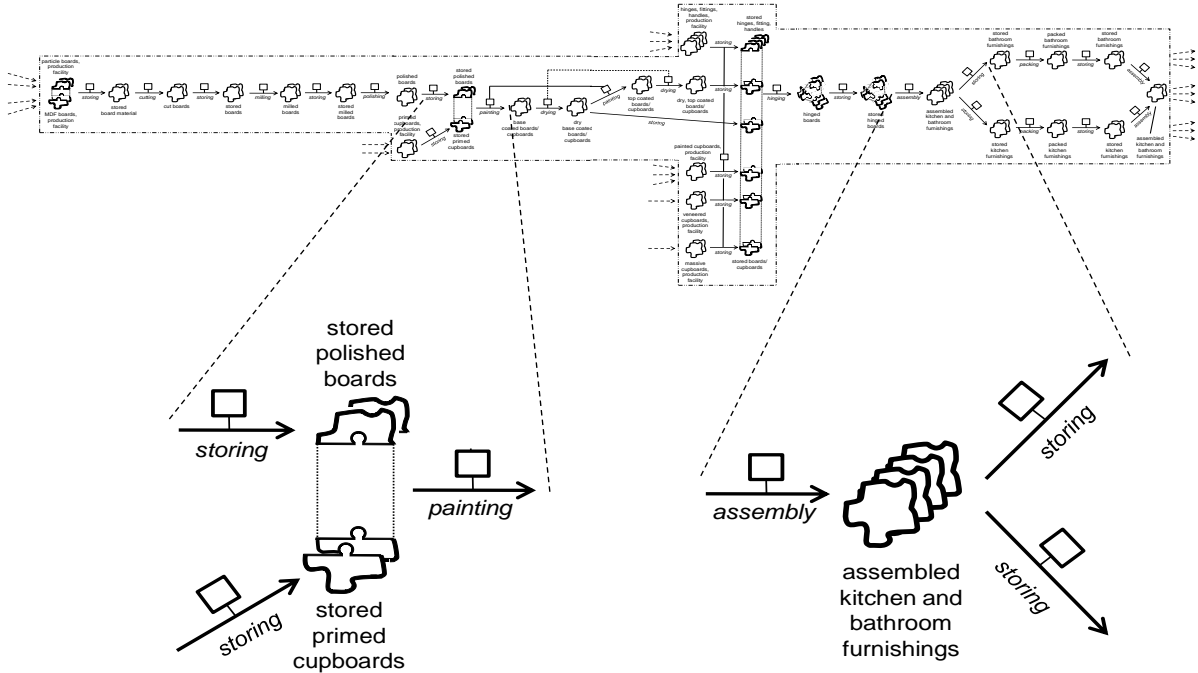 hinges, fittings,
handles,
production
facility
storing
stored
hinges, fitting,
handles
particle boards,
production
facility
MDF boards,
production facility
storing
stored
board material
cutting
cut boards
storing
stored
boards
milling
milled
boards
storing
stored
milled
boards
polishing
polished
boards
storing
stored
polished
boards
primed
cupboards,
production
facility
storing
stored
primed
cupboards
painting
base
coated boards/
cupboards
drying
dry
base coated
boards/
cupboards
painting
top coated
boards/
cupboards
drying
dry, top coated
boards/ cupboards
storing
storing
painted cupboards,
production
facility
storing
veneered
cupboards,
production
facility
storing
massive
cupboards,
production
facility
storing
stored boards/
cupboards
hinging
hinged
boards
storing
stored
hinged
boards
assembly
assembled
kitchen and
bathroom
furnishings
storing
storing
stored
bathroom
furnishings
packing
packed
bathroom
furnishings
storing
stored
bathroom
furnishings
assembly
stored
kitchen
furnishings
packing
packed
kitchen
furnishings
storing
stored
kitchen
furnishings
assembly
assembled
kitchen and
bathroom
furnishings
stored
polished
boards
storing
painting
storing
stored
primed
cupboards
assembly
assembled
kitchen and
bathroom
furnishings
storing
storing